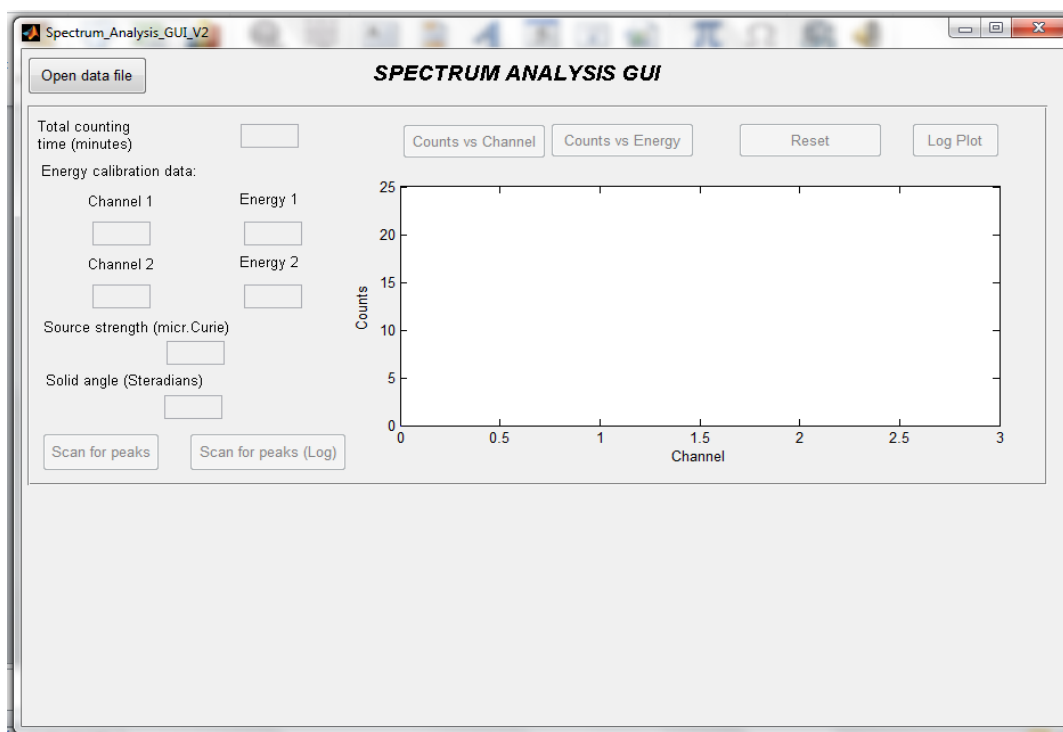 Spectrum_Analysis_GUI_V2
Open data file
SPECTRUM ANALYSIS GUI
Total counting
time (minutes)
Counts vs Channel
Counts vs Energy
Reset
Log Plot
Energy calibration data:
Channel 1
Energy 1
Channel 2
Energy 2
Source strength (micr.Curie)
Solid angle (Steradians)
Scan for peaks
Scan for peaks (Log)
25
20
15
10
5
0
Counts
0
0.5
1
1.5
2
2.5
3
Channel